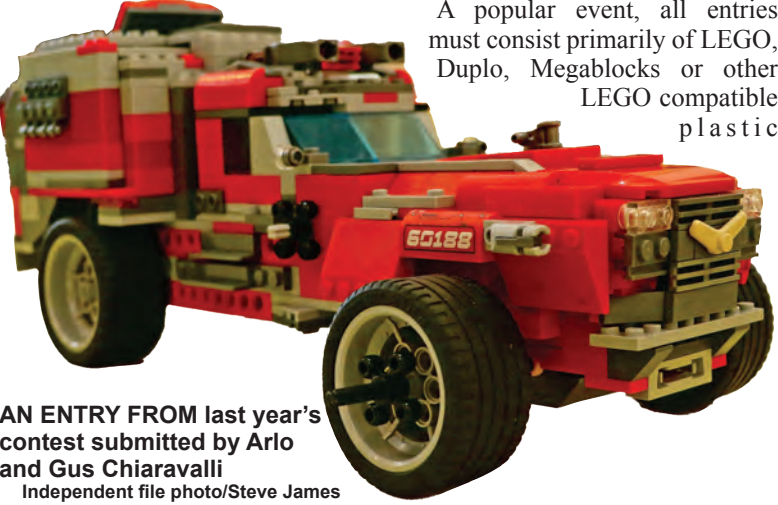 A popular event, all entries
must consist primarily of LEGO,
Duplo, Megablocks or other
LEGO compatible
plastic
60188
AN ENTRY FROM last year’s
contest submitted by Arlo
and Gus Chiaravalli
Independent file photo/Steve James